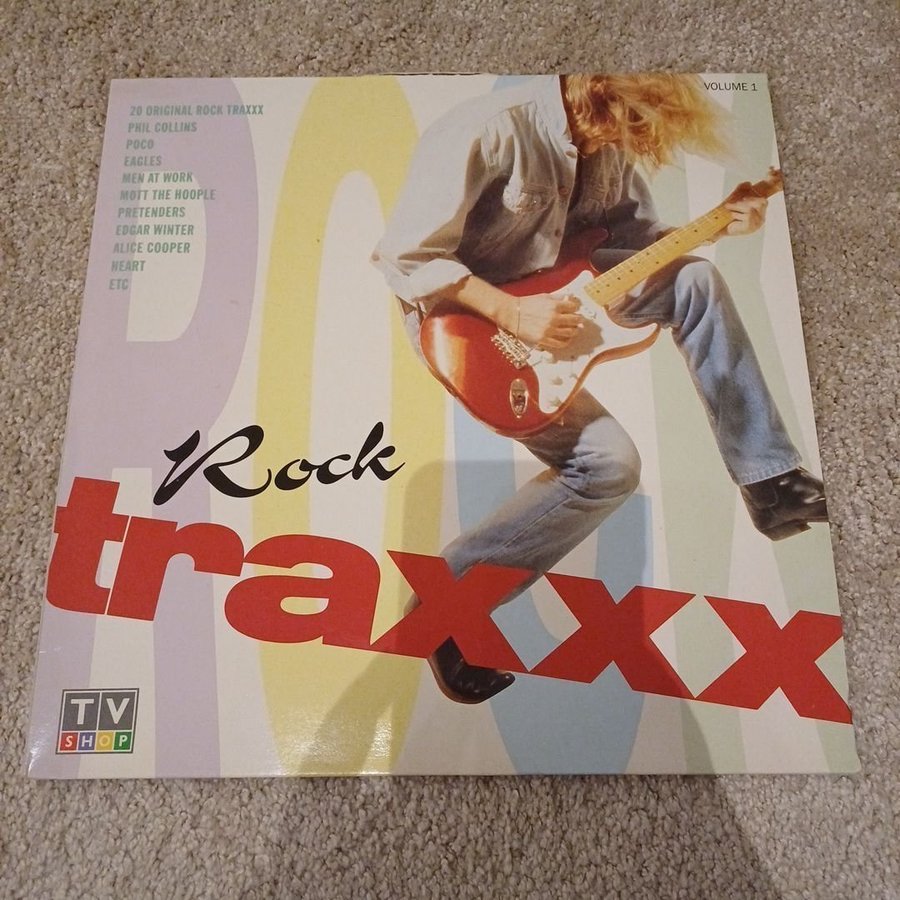 VOLUME 1
20 ORIGINAL ROCK TRAXXX
PHIL COLLINS
POCO
EAGLES
MEN AT WORK
MOTT THE HOOPLE
PRETENDERS
EDGAR WINTER
ALICE COOPER
HEART
ETC
ROCK
Rock
traxxx
TV
SHOP